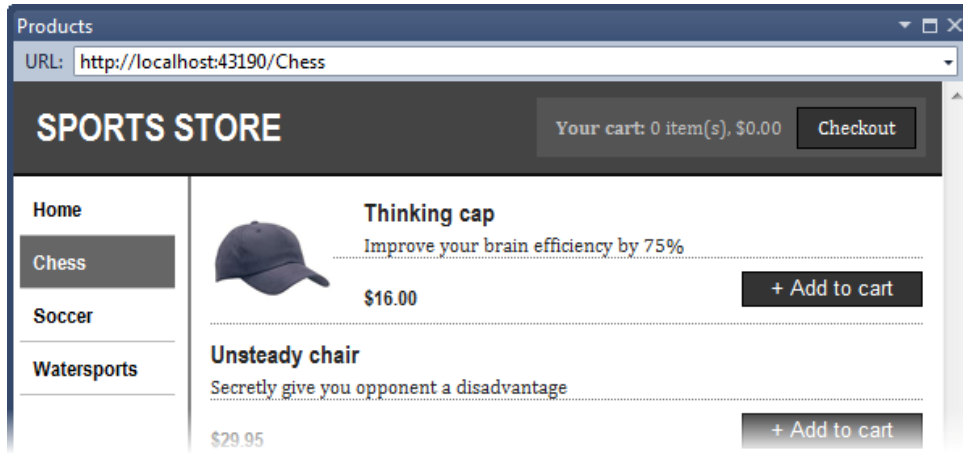 Products
URL: http://localhost:43190/Chess
SPORTS STORE
Your cart: 0 item(s), $0.00
Checkout
Home
Chess
Soccer
Watersports
Thinking cap
Improve your brain efficiency by 75%
$16.00
+ Add to cart
Unsteady chair
Secretly give you opponent a disadvantage
$29.95
+ Add to cart